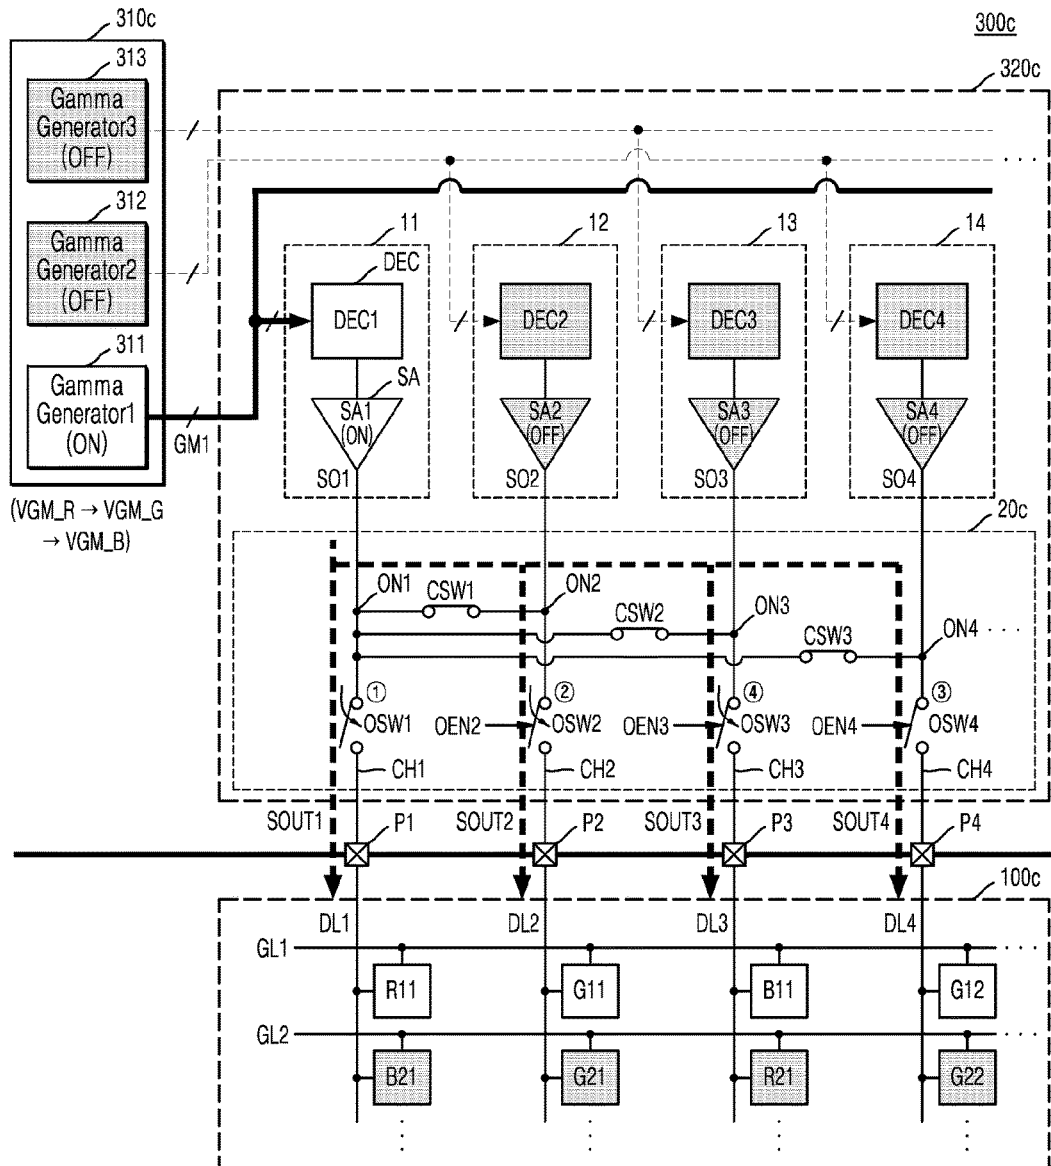 310c
300c
313
320c
Gamma
Generator3
(OFF)
. . .
312
Gamma
Generator2
(OFF)
11
12
13
14
DEC
DEC1
DEC2
DEC3
DEC4
311
Gamma
Generator1
(ON)
GM1
SA
SA1
(ON)
SA2
(OFF)
SA3
(OFF)
SA4
(OFF)
SO1
SO2
SO3
SO4
(VGM_R → VGM_G
→ VGM_B)
20c
ON1
CSW1
ON2
CSW2
ON3
CSW3
ON4
. . . .
①
②
④
③
OSW1
OEN2
OSW2
OEN3
OSW3
OEN4
OSW4
CH1
CH2
CH3
CH4
SOUT1
P1
SOUT2
P2
SOUT3
P3
SOUT4
P4
100c
DL1
DL2
DL3
DL4
GL1
R11
G11
B11
G12
GL2
B21
G21
R21
G22